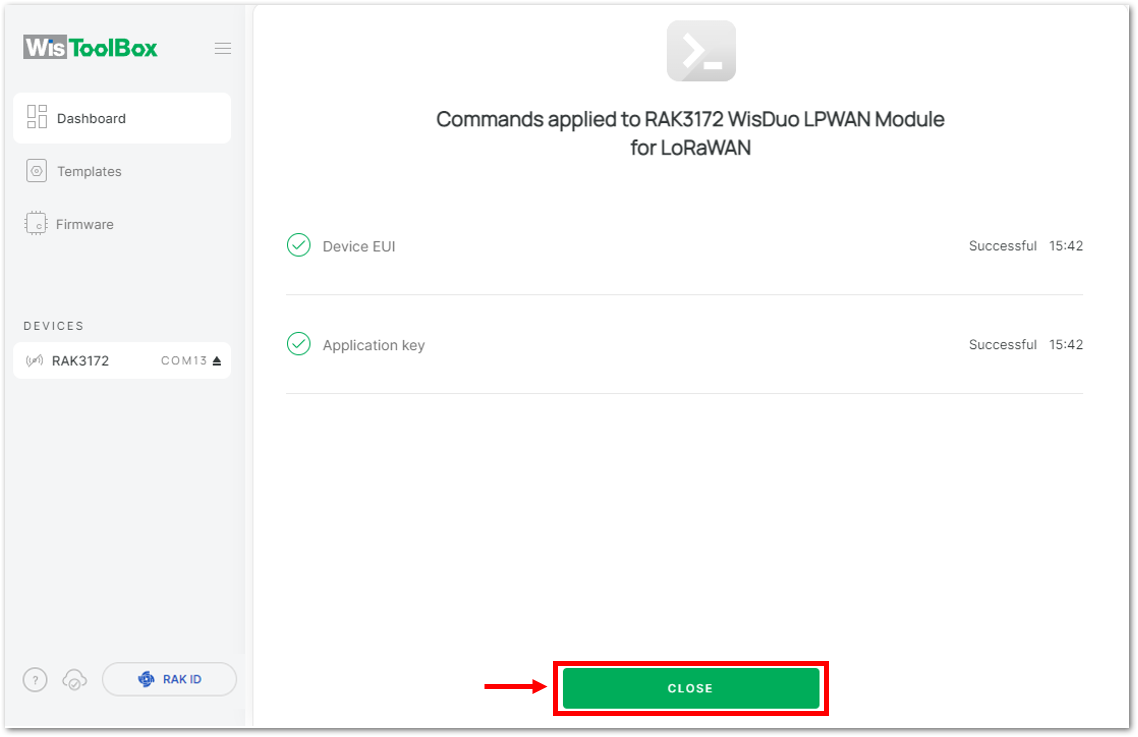 WisToolBox
Dashboard
Templates
Firmware
DEVICES
RAK3172 COM13
? RAK ID
Commands applied to RAK3172 WisDuo LPWAN Module
for LoRaWAN
Device EUI Successful 15:42
Application key Successful 15:42
CLOSE